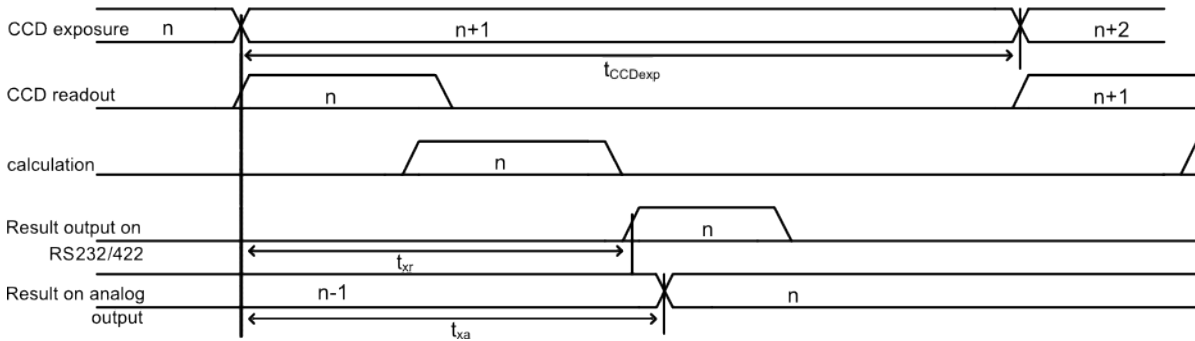 CCD exposure n n+1 n+2
tCCDexp
CCD readout n n+1
calculation n
Result output on n
RS232/422 txr
Result on analog n-1 n
output txa